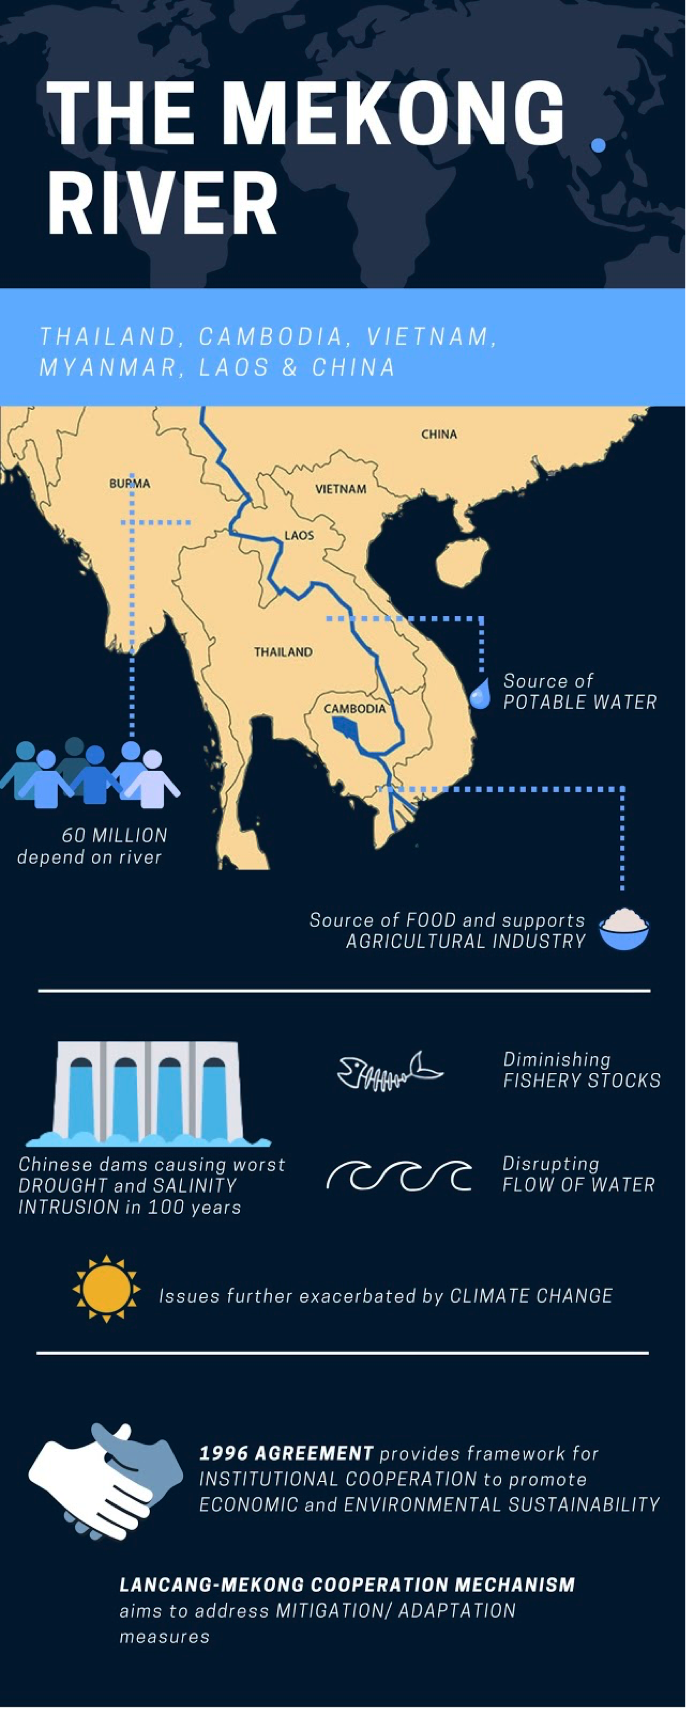 THE MEKONG
RIVER
THAILAND, CAMBODIA, VIETNAM,
MYANMAR, LAOS & CHINA
CHINA
BURMA
VIETNAM
LAOS
THAILAND
CAMBODIA
Source of
POTABLE WATER
60 MILLION
depend on river
Source of FOOD and supports
AGRICULTURAL INDUSTRY
Diminishing
FISHERY STOCKS
Chinese dams causing worst
DROUGHT and SALINITY
INTRUSION in 100 years
Disrupting
FLOW OF WATER
Issues further exacerbated by CLIMATE CHANGE
1996 AGREEMENT provides framework for
INSTITUTIONAL COOPERATION to promote
ECONOMIC and ENVIRONMENTAL SUSTAINABILITY
LANCANG-MEKONG COOPERATION MECHANISM
aims to address MITIGATION/ ADAPTATION
measures